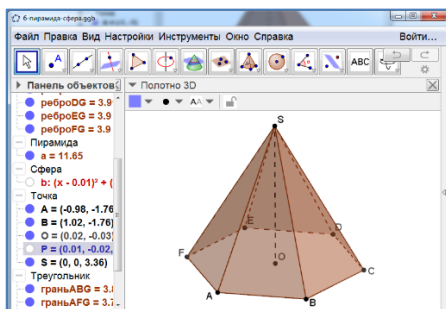 6-пирамида-сфера.ggb
Файл Правка Вид Настройки Инструменты Окно Справка Войти...
ABC
Панель объектов
Полотно 3D
AA
реброDG = 3.9
реброEG = 3.9
реброFG = 3.9
Пирамида
a = 11.65
Сфера
b: (x - 0.01)² + (
Точка
A = (-0.98, -1.76
B = (1.02, -1.76)
O = (0.02, -0.03)
P = (0.01, -0.02,
S = (0, 0, 3.36)
Треугольник
граньABG = 3.8
граньAFG = 3.7
S
E
D
F
O
C
A
B